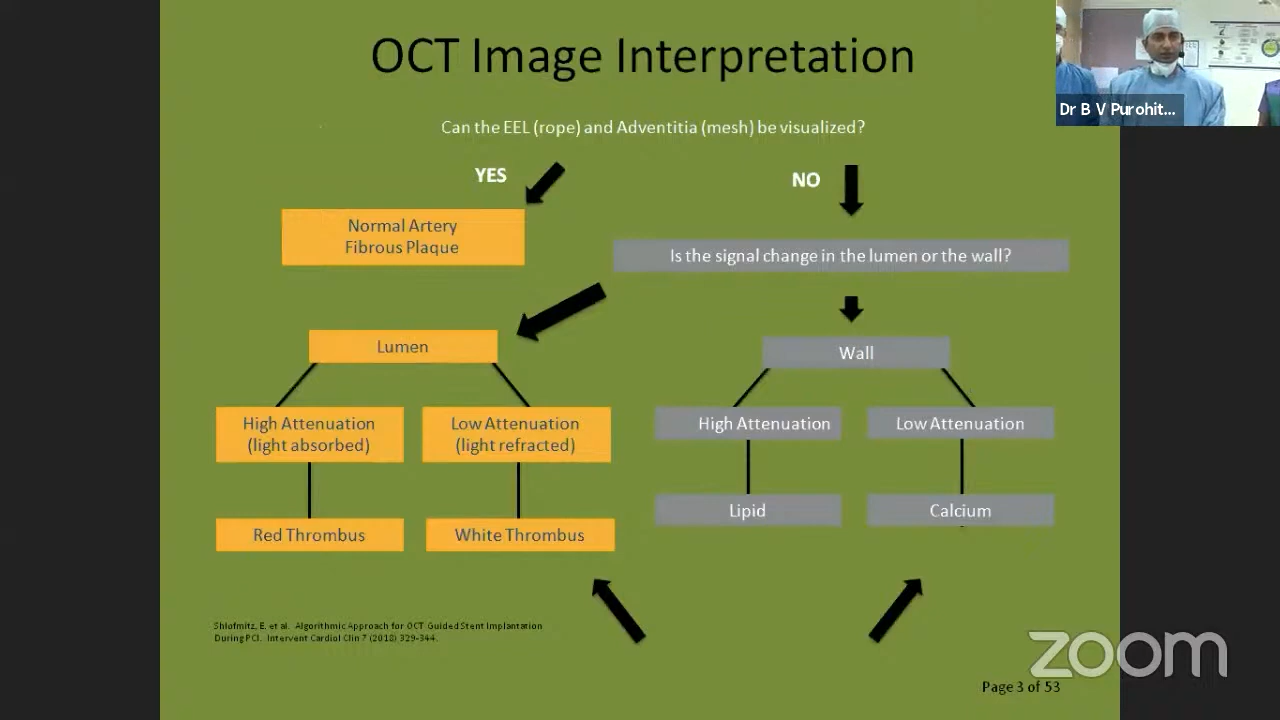 OCT Image Interpretation
Dr B V Purohit...
Can the EEL (rope) and Adventitia (mesh) be visualized?
YES
NO
Normal Artery
Fibrous Plaque
Is the signal change in the lumen or the wall?
Lumen
Wall
High Attenuation
(light absorbed)
Low Attenuation
(light refracted)
High Attenuation
Low Attenuation
Lipid
Calcium
Red Thrombus
White Thrombus
Shlofmitz, E. et al. Algorithmic Approach for OCT-Guided Stent Implantation
During PCI. Intervent Cardiol Clin 7 (2018) 329-344.
zoom
Page 3 of 53